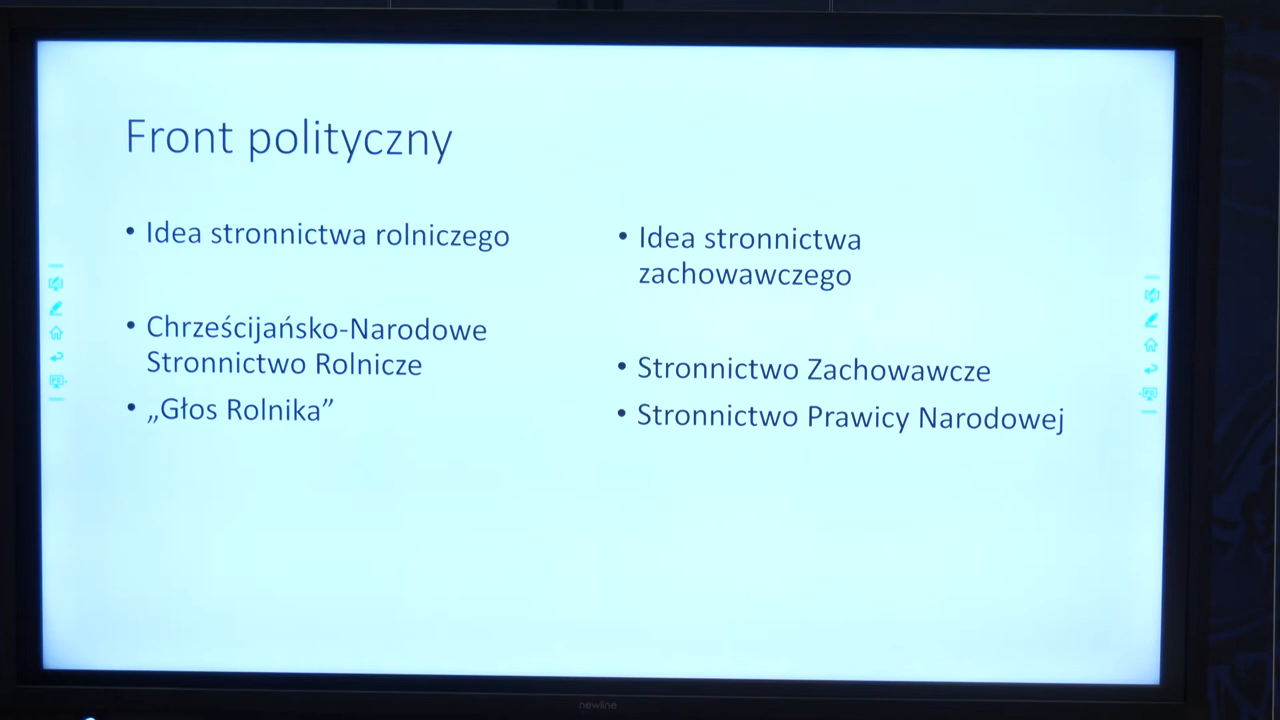 Front polityczny
• Idea stronnictwa rolniczego
• Chrześcijańsko-Narodowe
Stronnictwo Rolnicze
• „Głos Rolnika”
• Idea stronnictwa
zachowawczego
• Stronnictwo Zachowawcze
• Stronnictwo Prawicy Narodowej
newline